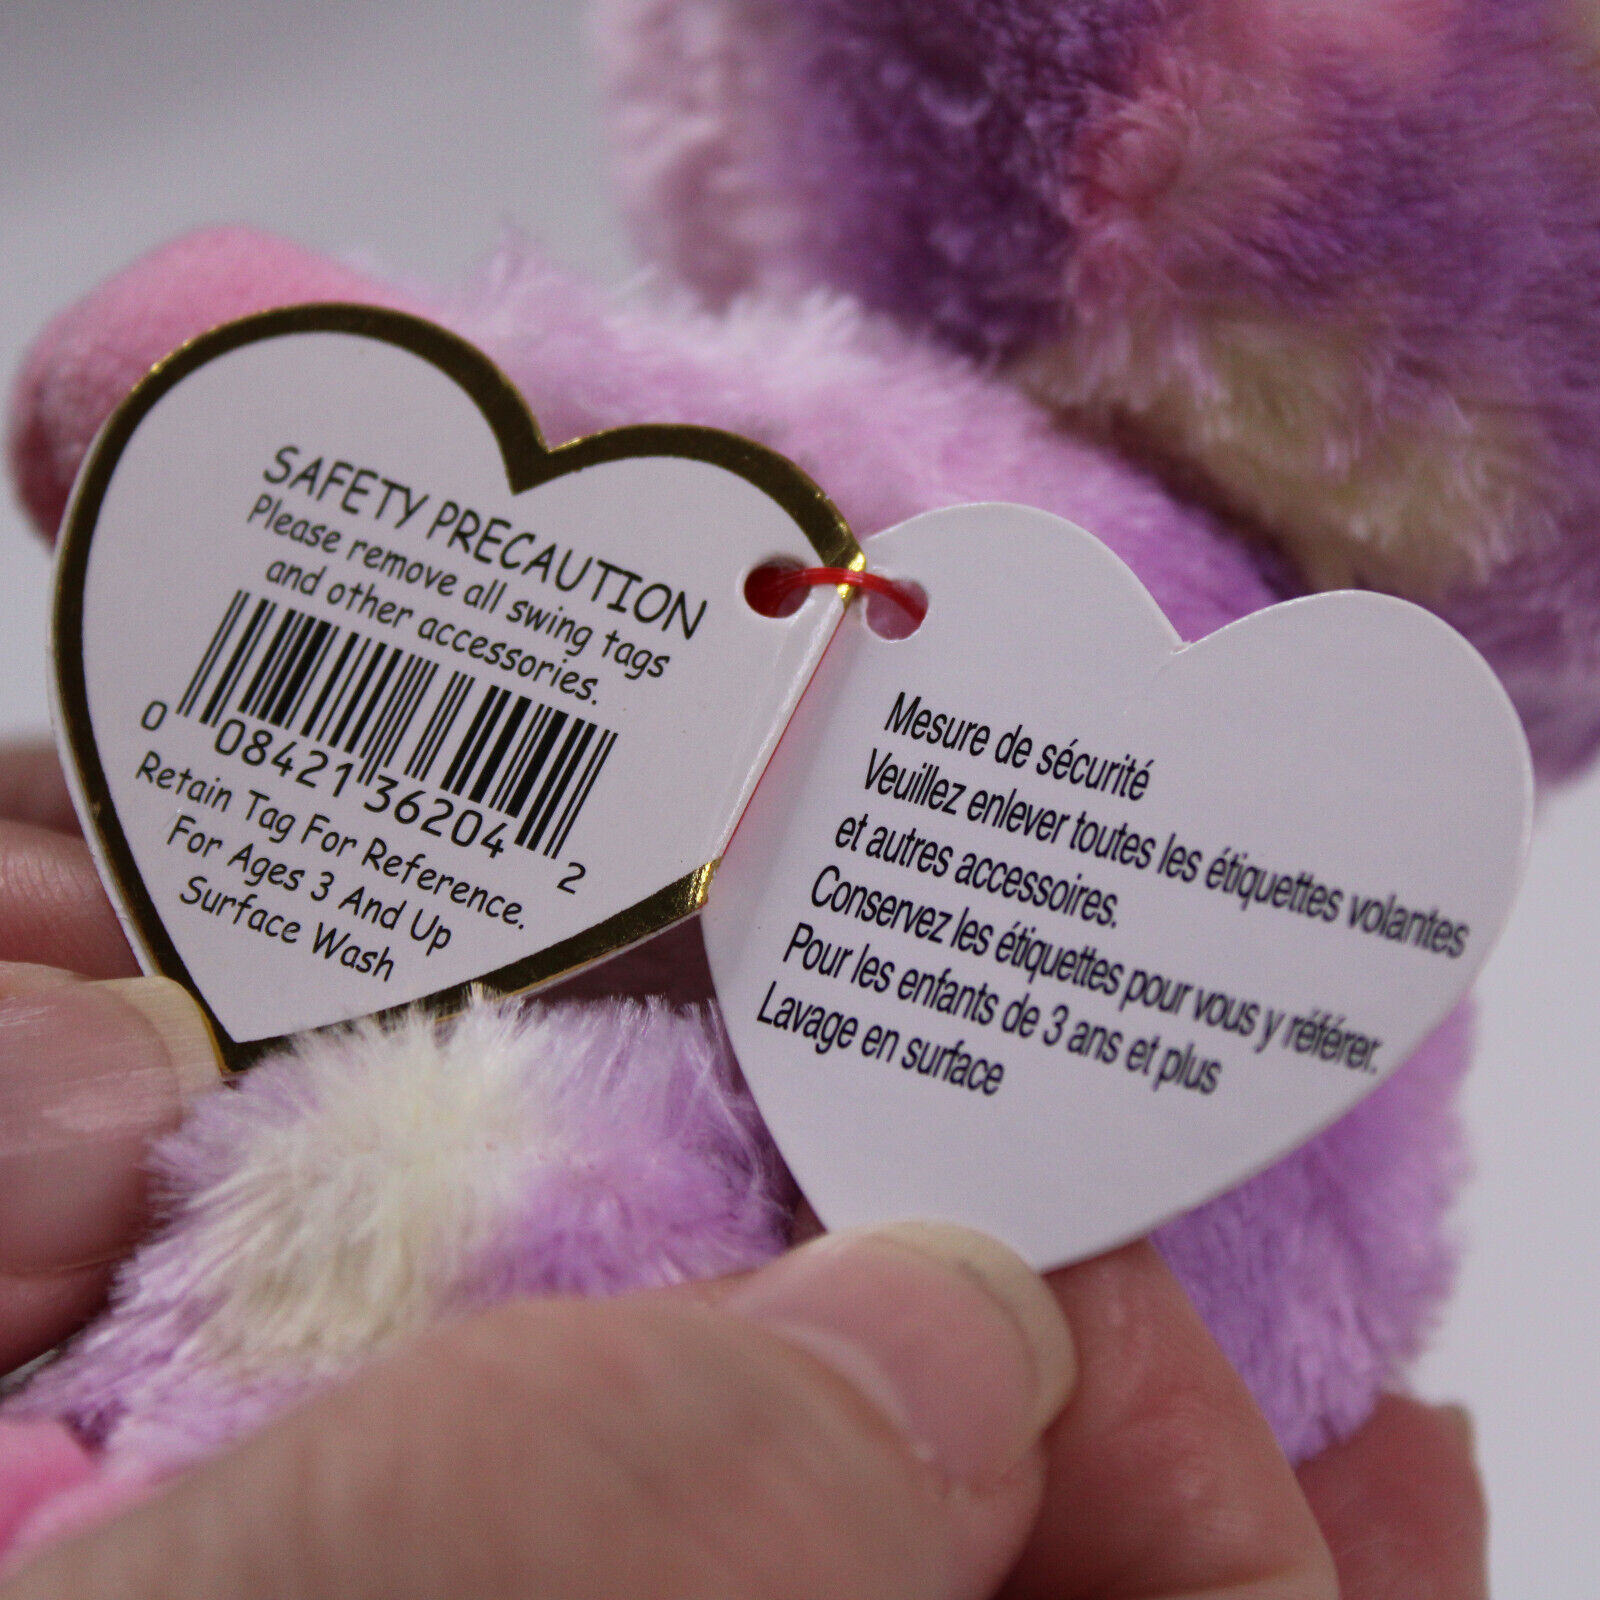 SAFETY PRECAUTION
Please remove all swing tags
and other accessories.
0 08421 36204 2
Retain Tag For Reference.
For Ages 3 And Up
Surface Wash
Mesure de sécurité
Veuillez enlever toutes les étiquettes volantes
et autres accessoires.
Conservez les étiquettes pour vous y référer.
Pour les enfants de 3 ans et plus
Lavage en surface